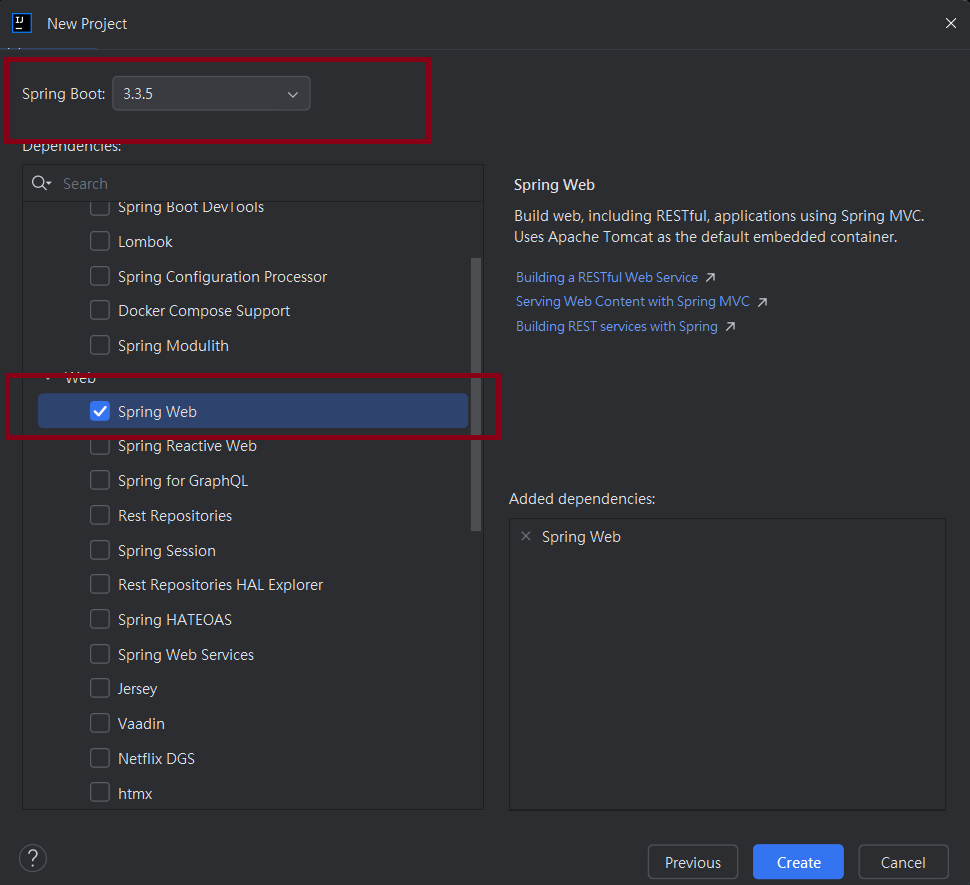 New Project
Spring Boot:
3.3.5
Dependencies:
Search
Spring Boot DevTools
Lombok
Spring Configuration Processor
Docker Compose Support
Spring Modulith
Web
Spring Web
Spring Reactive Web
Spring for GraphQL
Rest Repositories
Spring Session
Rest Repositories HAL Explorer
Spring HATEOAS
Spring Web Services
Jersey
Vaadin
Netflix DGS
htmx
Spring Web
Build web, including RESTful, applications using Spring MVC.
Uses Apache Tomcat as the default embedded container.
Building a RESTful Web Service
Serving Web Content with Spring MVC
Building REST services with Spring
Added dependencies:
Spring Web
?
Previous
Create
Cancel